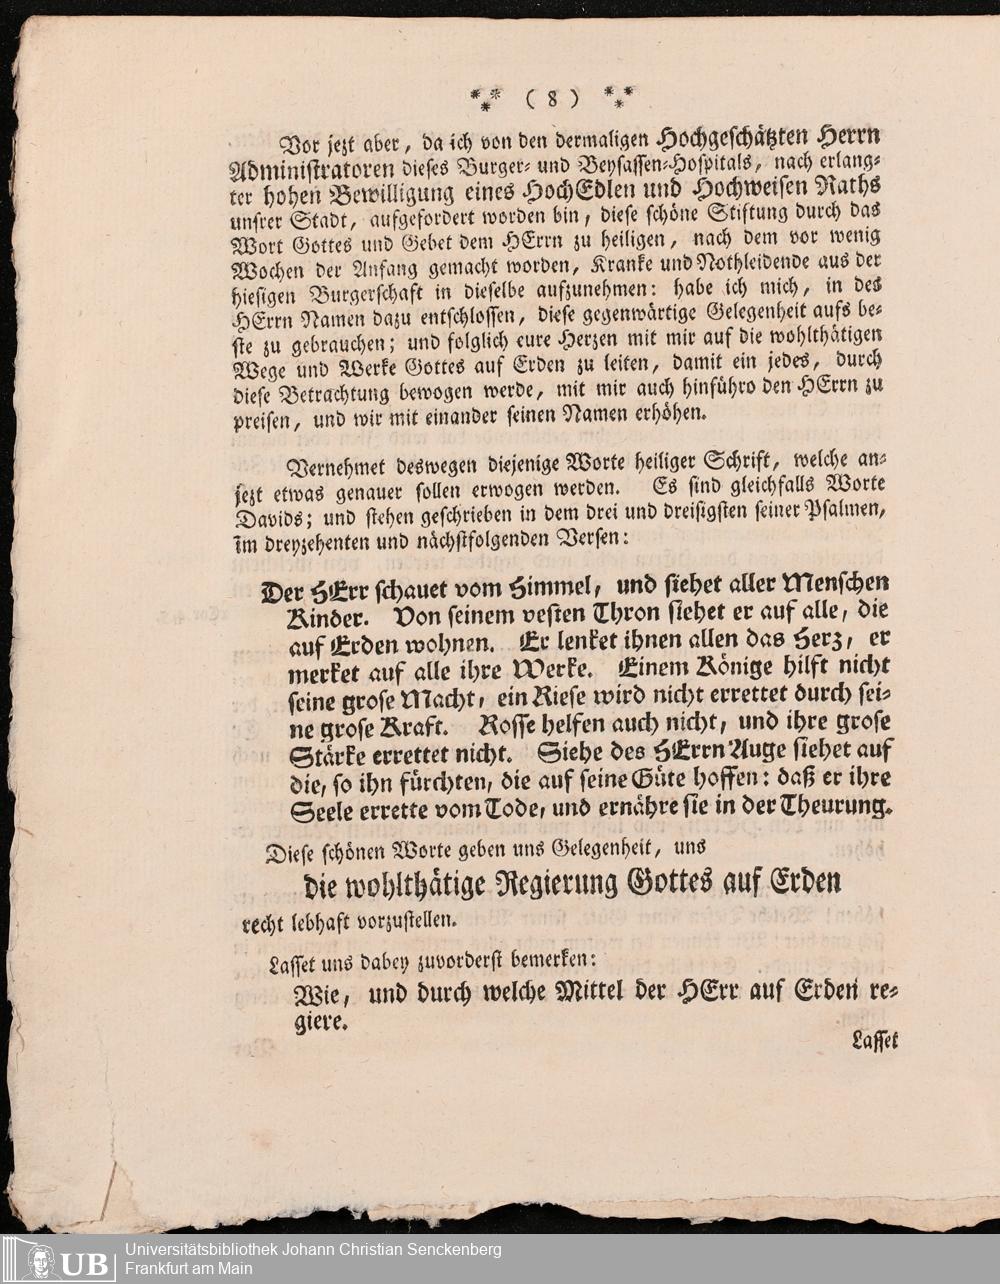 ( 8 )
Vor jezt aber, da ich von den dermaligen Hochgeschätzten Herrn
Administratoren dieses Burger- und Beysassen-Hospitals, nach erlang-
ter hohen Bewilligung eines HochEdlen und Hochweisen Raths
unsrer Stadt, aufgefordert worden bin, diese schöne Stiftung durch das
Wort Gottes und Gebet dem HErrn zu heiligen, nach dem vor wenig
Wochen der Anfang gemacht worden, Kranke und Nothleidende aus der
hiesigen Burgerschaft in dieselbe aufzunehmen: habe ich mich, in des
HErrn Namen dazu entschlossen, diese gegenwärtige Gelegenheit aufs be-
ste zu gebrauchen; und folglich eure Herzen mit mir auf die wohlthätigen
Wege und Werke Gottes auf Erden zu leiten, damit ein jedes, durch
diese Betrachtung bewogen werde, mit mir auch hinführo den HErrn zu
preisen, und wir mit einander seinen Namen erhöhen.
Vernehmet deswegen diejenige Worte heiliger Schrift, welche an-
jezt etwas genauer sollen erwogen werden. Es sind gleichfalls Worte
Davids; und stehen geschrieben in dem drei und dreisigsten seiner Psalmen,
im dreyzehenten und nächstfolgenden Versen:
Der HErr schauet vom Himmel, und siehet aller Menschen
Kinder. Von seinem vesten Thron siehet er auf alle, die
auf Erden wohnen. Er lenket ihnen allen das Herz, er
merket auf alle ihre Werke. Einem Könige hilft nicht
seine grose Macht, ein Riese wird nicht errettet durch sei-
ne grose Kraft. Rosse helfen auch nicht, und ihre grose
Stärke errettet nicht. Siehe des HErrn Auge siehet auf
die, so ihn fürchten, die auf seine Güte hoffen: daß er ihre
Seele errette vom Tode, und ernähre sie in der Theurung.
Diese schönen Worte geben uns Gelegenheit, uns
die wohlthätige Regierung Gottes auf Erden
recht lebhaft vorzustellen.
Lasset uns dabey zuvorderst bemerken:
Wie, und durch welche Mittel der HErr auf Erden re-
giere.
Lasset
UB
Universitätsbibliothek Johann Christian Senckenberg
Frankfurt am Main